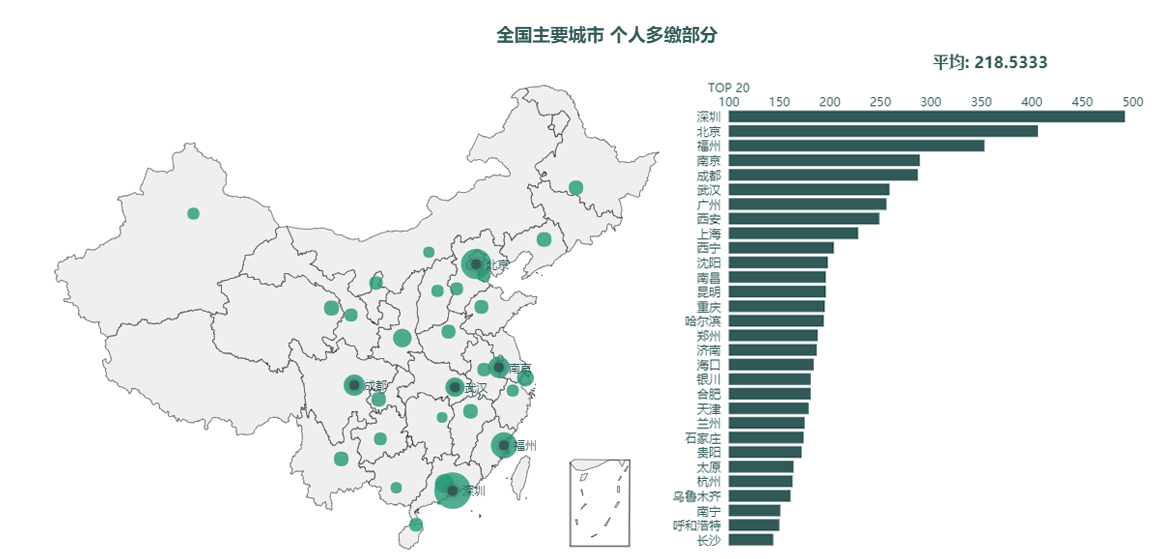 全国主要城市 个人多缴部分
平均: 218.5333
TOP 20
100 150 200 250 300 350 400 450 500
深圳
北京
福州
南京
成都
武汉
广州
西安
上海
西宁
沈阳
南昌
昆明
重庆
哈尔滨
郑州
济南
海口
银川
合肥
天津
兰州
石家庄
贵阳
太原
杭州
乌鲁木齐
南宁
呼和浩特
长沙
北京
南京
成都
武汉
福州
深圳